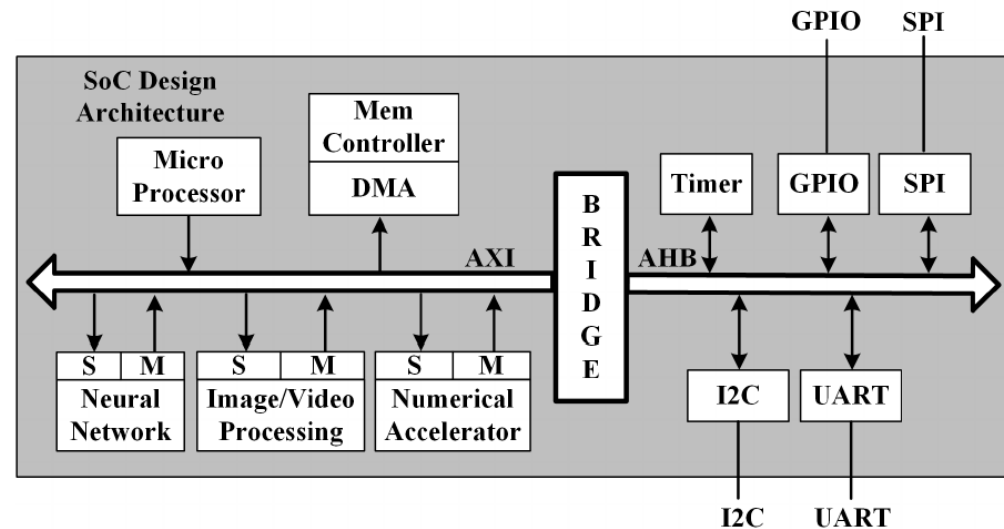 GPIO
SPI
SoC Design
Architecture
Mem
Controller
DMA
Micro
Processor
Timer
GPIO
SPI
B
R
I
D
G
E
AXI
AHB
S
M
Neural
Network
S
M
Image/Video
Processing
S
M
Numerical
Accelerator
I2C
UART
I2C
UART